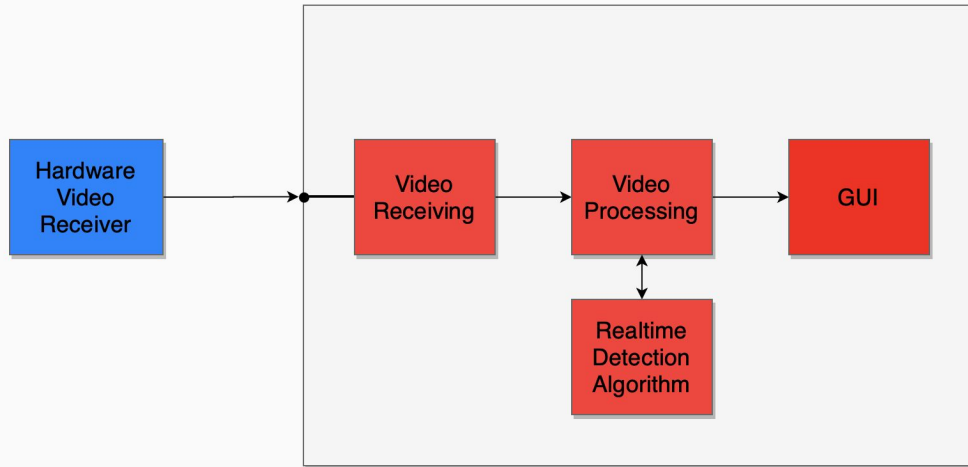 Hardware
Video
Receiver
Video
Receiving
Video
Processing
GUI
Realtime
Detection
Algorithm